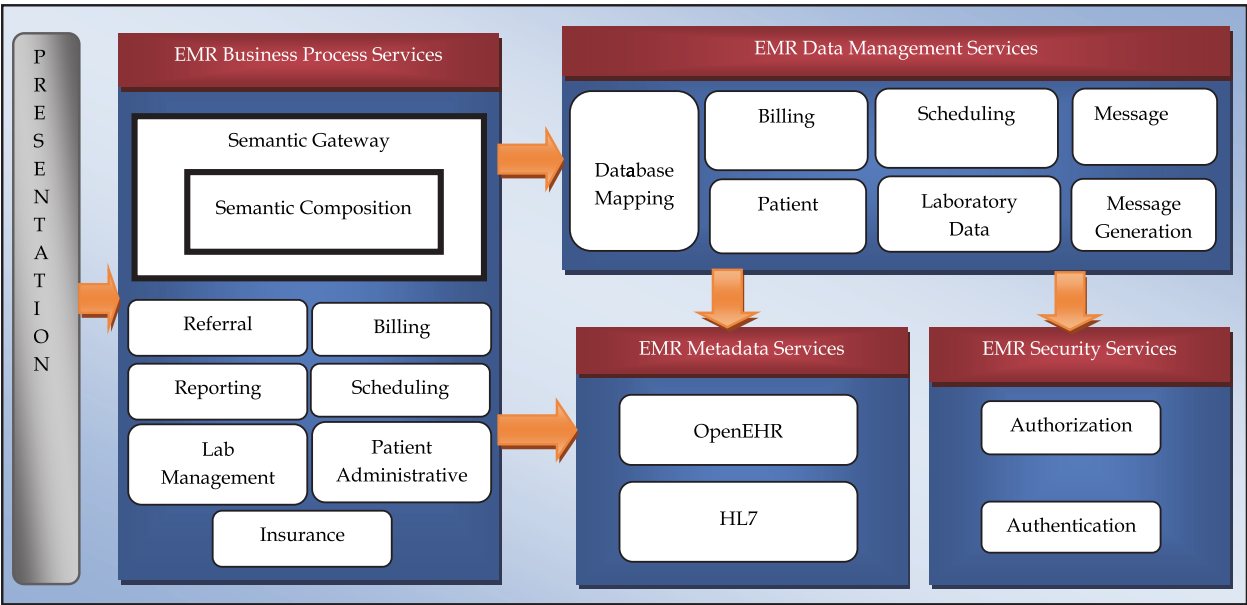 PRESENTATION
EMR Business Process Services
Semantic Gateway
Semantic Composition
Referral
Billing
Reporting
Scheduling
Lab
Management
Patient
Administrative
Insurance
EMR Data Management Services
Database
Mapping
Billing
Scheduling
Message
Patient
Laboratory
Data
Message
Generation
EMR Metadata Services
OpenEHR
HL7
EMR Security Services
Authorization
Authentication